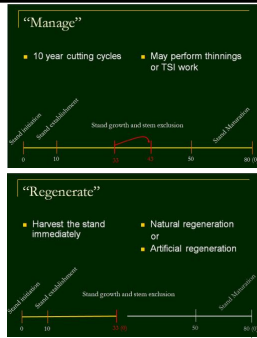 “Manage”
10 year cutting cycles
May perform thinnings
or TSI work
Stand initiation
Stand establishment
Stand growth and stem exclusion
Stand Maturation
0 10 50 80 (0
“Regenerate”
Harvest the stand
immediately
Natural regeneration
or
Artificial regeneration
Stand initiation
Stand establishment
Stand growth and stem exclusion
Stand Maturation
0 10 50 80 (0